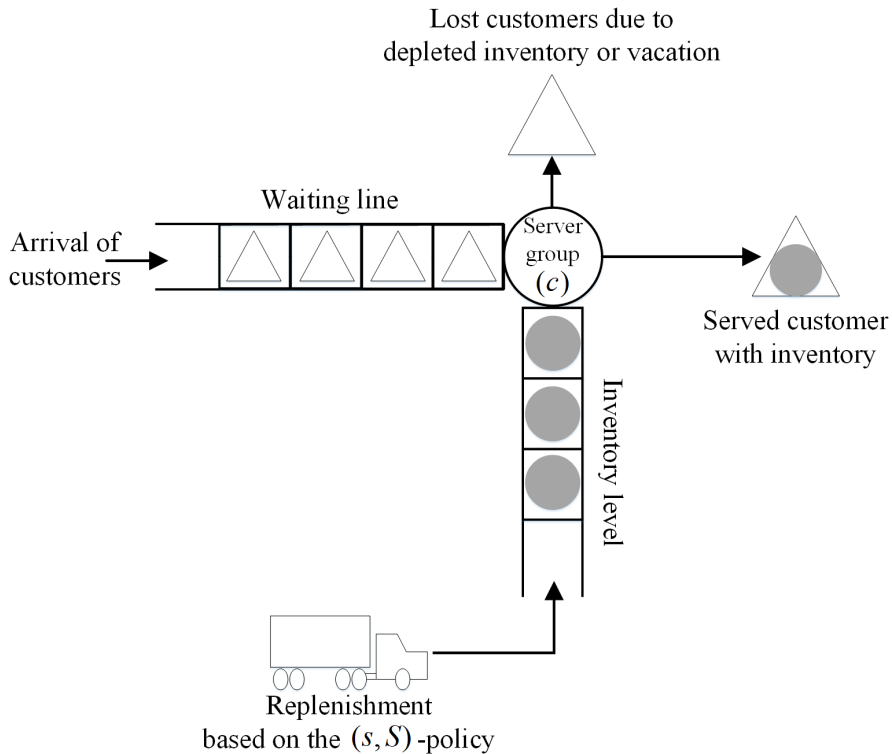 Lost customers due to
depleted inventory or vacation
Waiting line
Arrival of
customers
Server
group
(c)
Served customer
with inventory
Inventory level
Replenishment
based on the (s, S) -policy